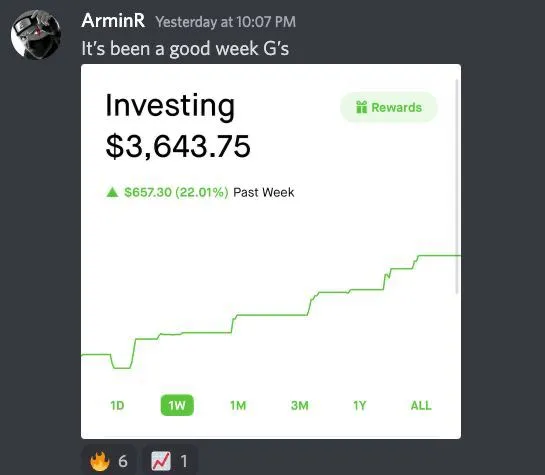 ArminR Yesterday at 10:07 PM
It's been a good week G's
Investing
Rewards
$3,643.75
▲ $657.30 (22.01%) Past Week
1D 1W 1M 3M 1Y ALL
🔥 6 📈 1